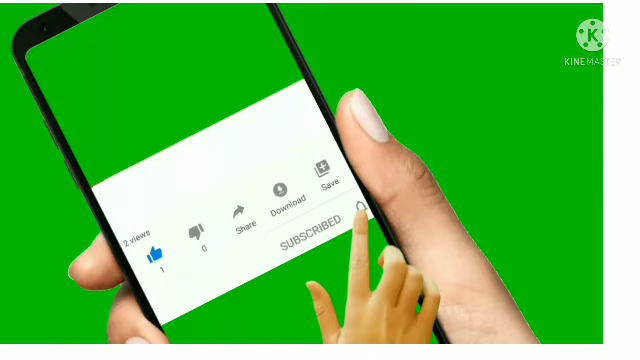 K
KINEMASTER
2 views
1
0
Share
Download
Save
SUBSCRIBED